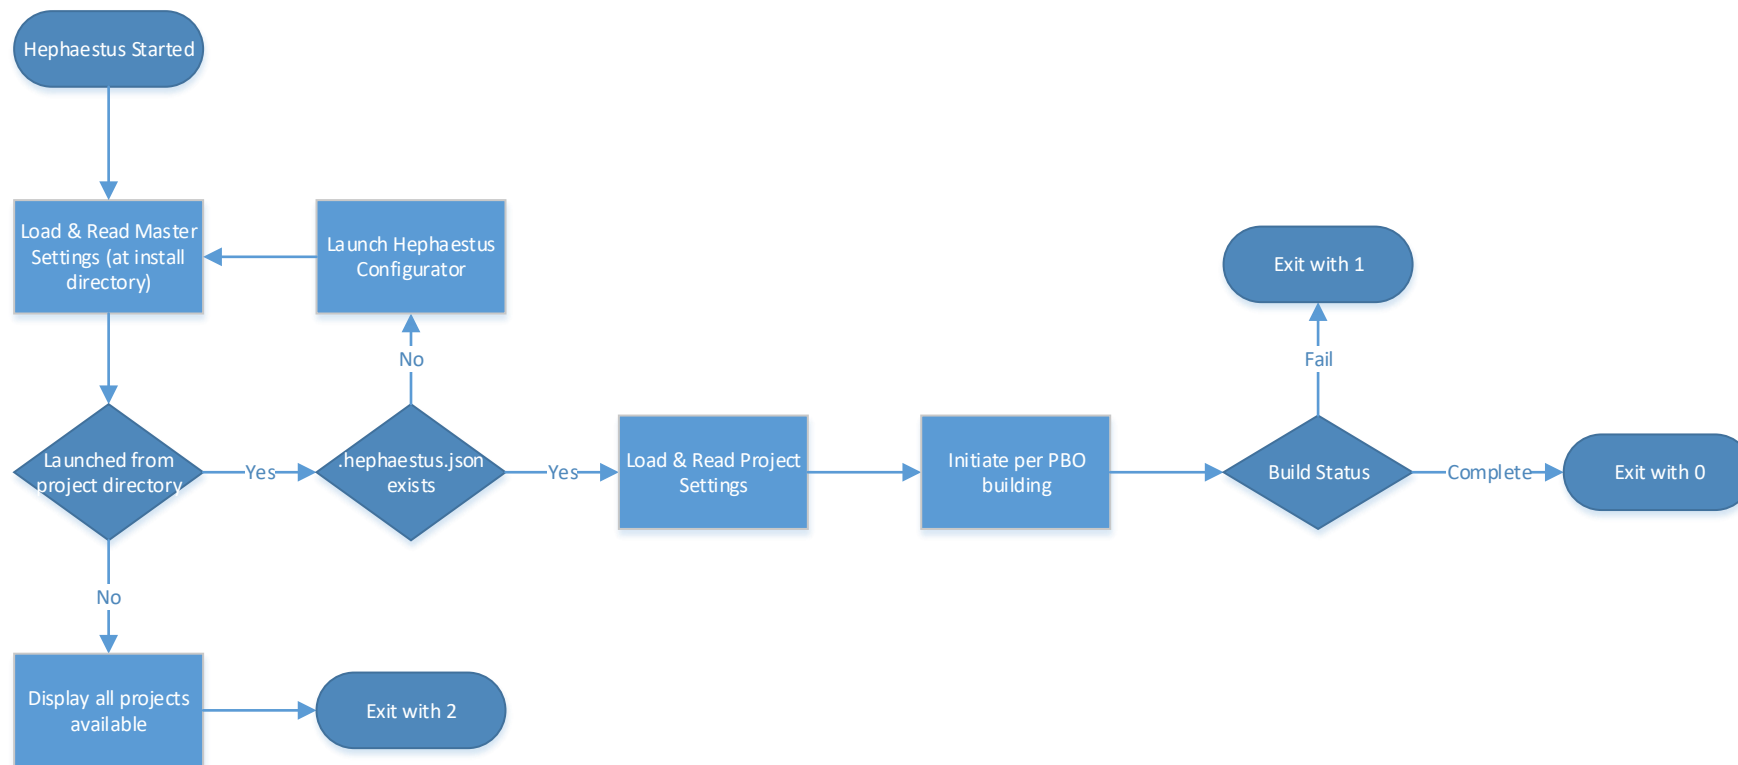 Hephaestus Started
Load & Read Master
Settings (at install
directory)
Launch Hephaestus
Configurator
Exit with 1
No
Fail
Launched from
project directory
Yes
.hephaestus.json
exists
Yes
Load & Read Project
Settings
Initiate per PBO
building
Build Status
Complete
Exit with 0
No
Display all projects
available
Exit with 2